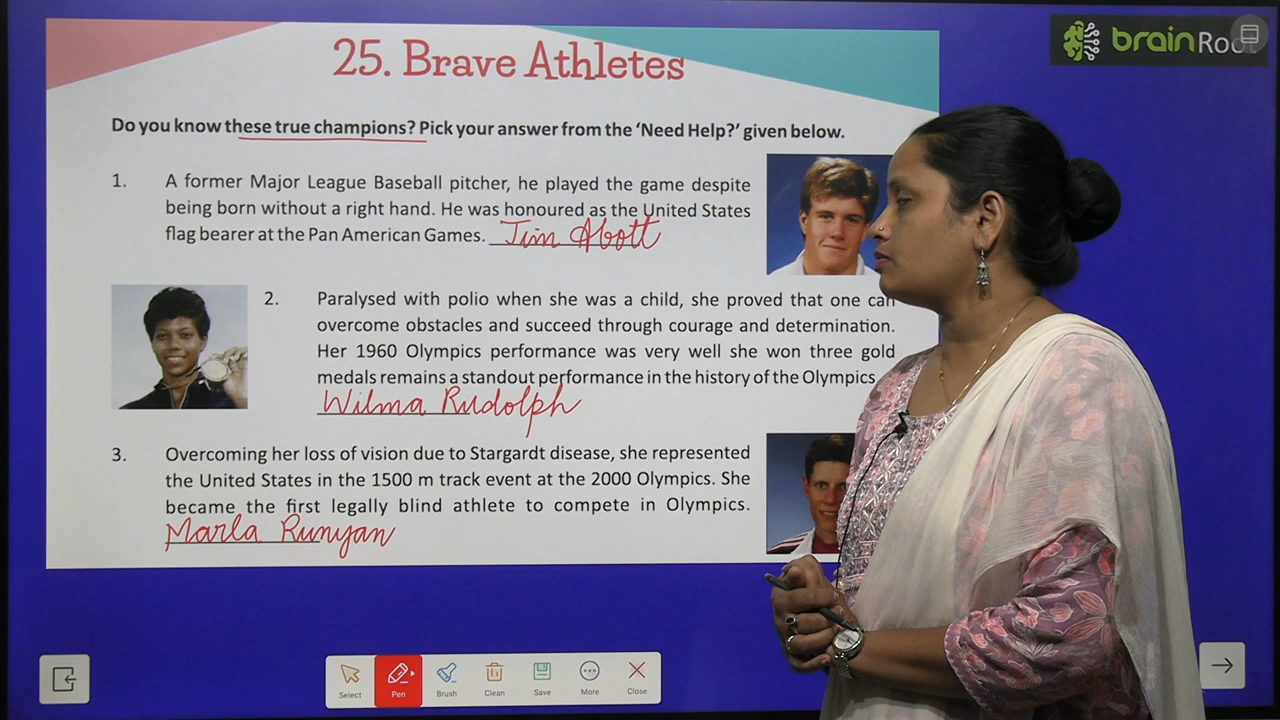 brainRoo
25. Brave Athletes
Do you know these true champions? Pick your answer from the 'Need Help?' given below.
1. A former Major League Baseball pitcher, he played the game despite
being born without a right hand. He was honoured as the United States
flag bearer at the Pan American Games. Jim Abott
2. Paralysed with polio when she was a child, she proved that one can
overcome obstacles and succeed through courage and determination.
Her 1960 Olympics performance was very well she won three gold
medals remains a standout performance in the history of the Olympics
Wilma Rudolph
3. Overcoming her loss of vision due to Stargardt disease, she represented
the United States in the 1500 m track event at the 2000 Olympics. She
became the first legally blind athlete to compete in Olympics.
Marla Runyan
Select Pen Brush Clean Save More Close